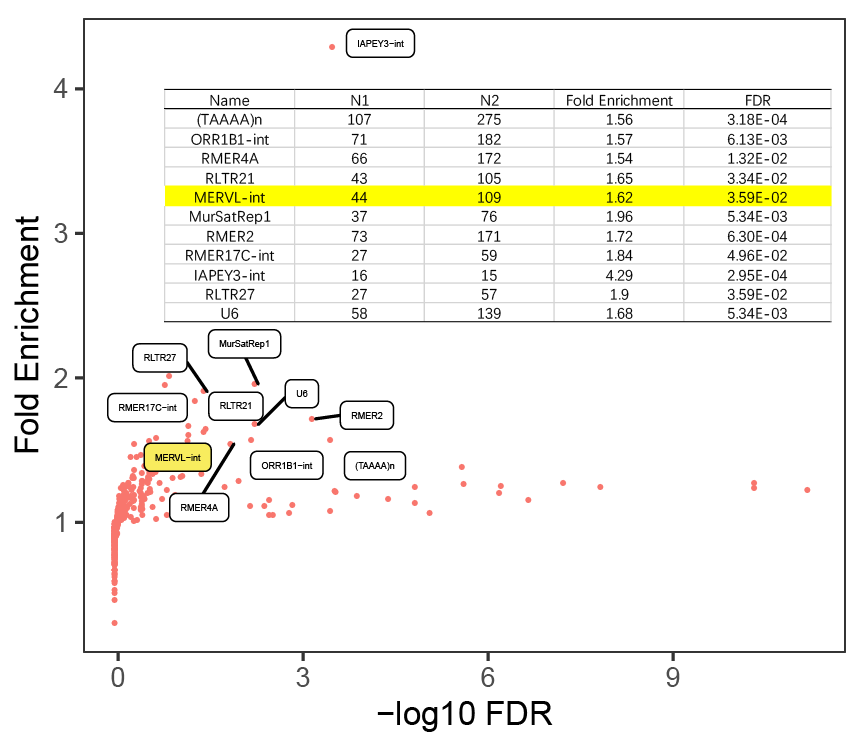 IAPEY3−int
4
Name N1 N2 Fold Enrichment FDR
(TAAAA)n 107 275 1.56 3.18E-04
ORR1B1-int 71 182 1.57 6.13E-03
RMER4A 66 172 1.54 1.32E-02
RLTR21 43 105 1.65 3.34E-02
MERVL-int 44 109 1.62 3.59E-02
MurSatRep1 37 76 1.96 5.34E-03
RMER2 73 171 1.72 6.30E-04
RMER17C-int 27 59 1.84 4.96E-02
IAPEY3-int 16 15 4.29 2.95E-04
RLTR27 27 57 1.9 3.59E-02
U6 58 139 1.68 5.34E-03
3
Fold Enrichment
MurSatRep1
RLTR27
2
U6
RLTR21
RMER17C−int
RMER2
MERVL−int
ORR1B1−int
(TAAAA)n
RMER4A
1
0 3 6 9
−log10 FDR